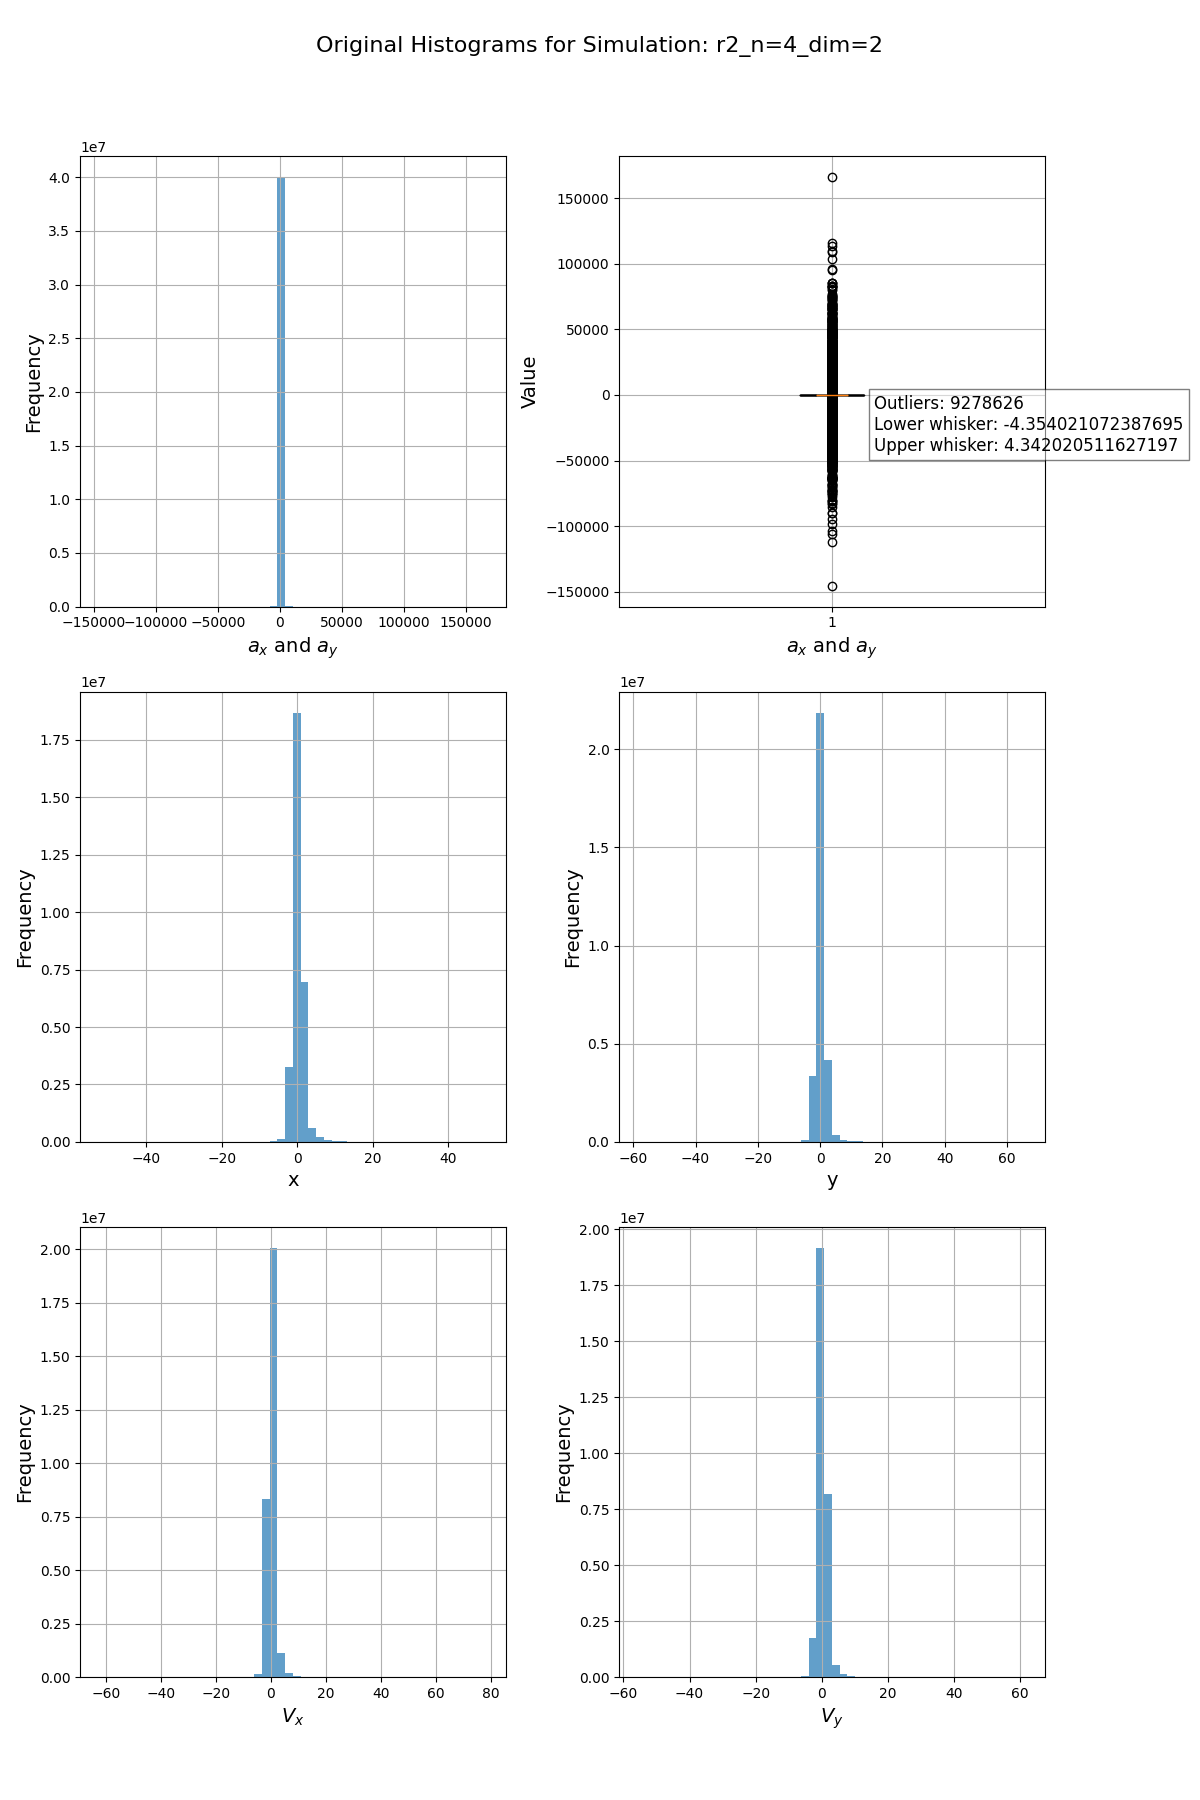 Original Histograms for Simulation: r2_n=4_dim=2
1e7
4.0
3.5
3.0
2.5
2.0
1.5
1.0
0.5
0.0
Frequency
−150000 −100000 −50000 0 50000 100000 150000
a_x and a_y
150000
100000
50000
0
−50000
−100000
−150000
Value
Outliers: 9278626
Lower whisker: -4.354021072387695
Upper whisker: 4.342020511627197
1
a_x and a_y
1e7
1.75
1.50
1.25
1.00
0.75
0.50
0.25
0.00
Frequency
−40 −20 0 20 40
x
1e7
2.0
1.5
1.0
0.5
0.0
Frequency
−60 −40 −20 0 20 40 60
y
1e7
2.00
1.75
1.50
1.25
1.00
0.75
0.50
0.25
0.00
Frequency
−60 −40 −20 0 20 40 60 80
V_x
1e7
2.00
1.75
1.50
1.25
1.00
0.75
0.50
0.25
0.00
Frequency
−60 −40 −20 0 20 40 60
V_y